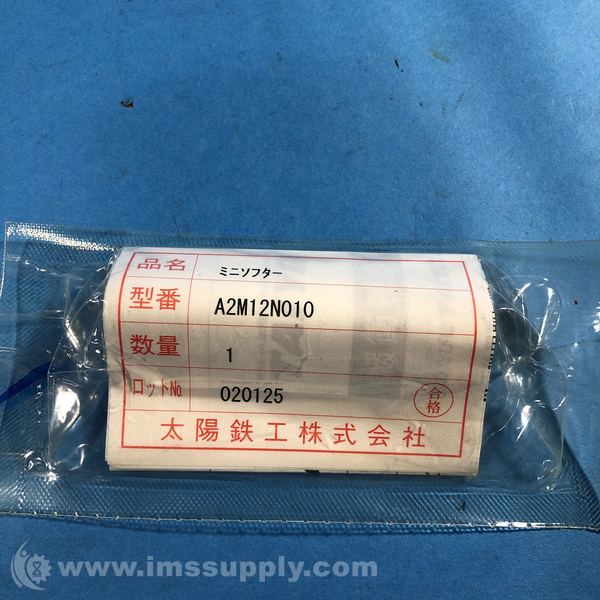 品名 ミニソフター
型番 A2M12N010
数量 1
ロットNo. 020125 合格
太陽鉄工株式会社
www.imssupply.com